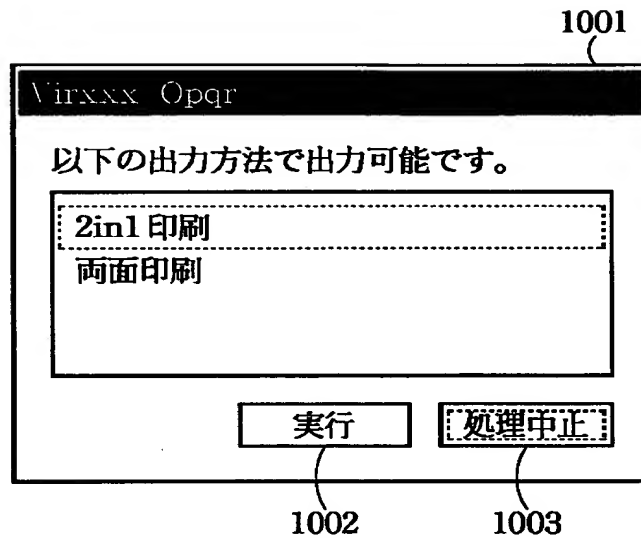 1001
Virxxx Opqr
以下の出力方法で出力可能です。
2in1 印刷
両面印刷
実行 処理中止
1002 1003